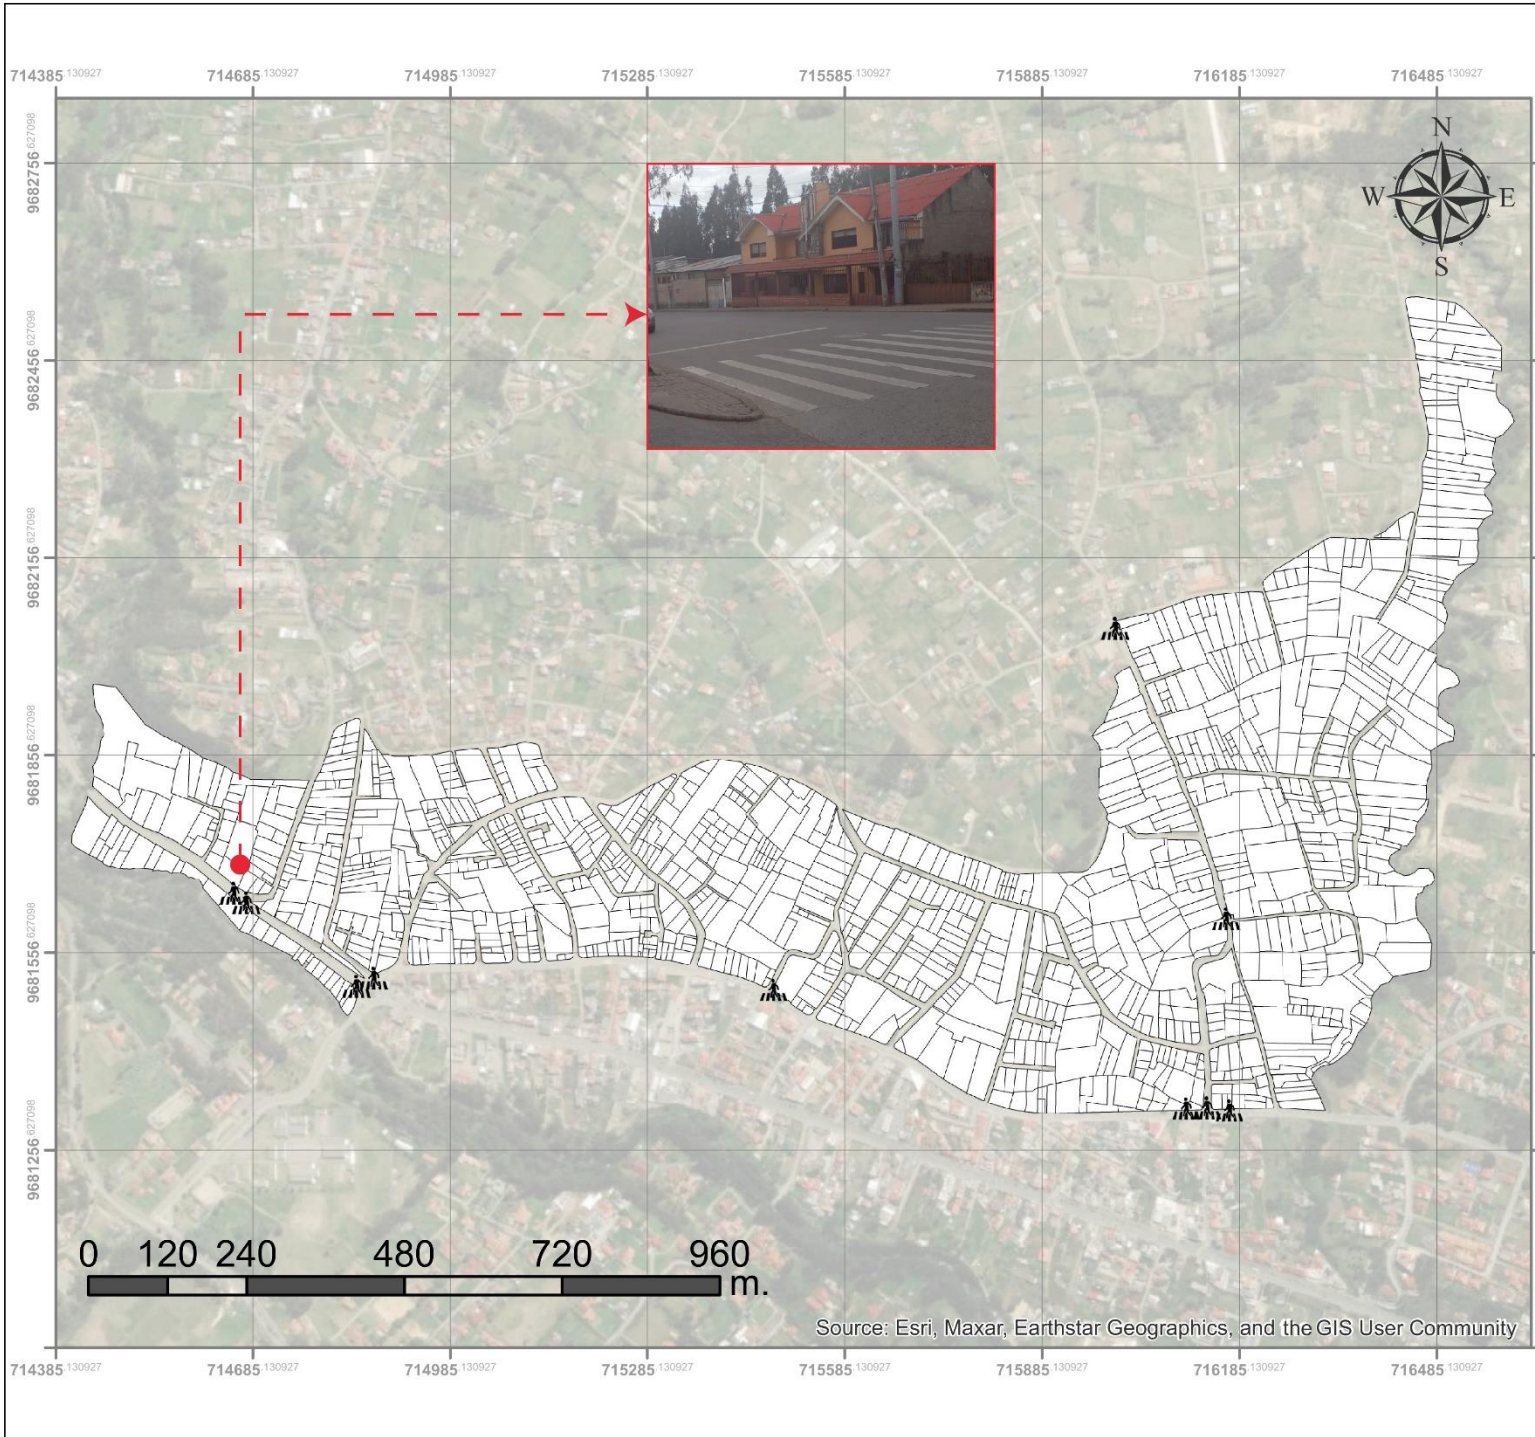 714385.130927 714685.130927 714985.130927 715285.130927 715585.130927 715885.130927 716185.130927 716485.130927
9682756.627098
9682456.627098
9682156.627098
9681856.627098
9681556.627098
9681256.627098
N
W E
S
0 120 240 480 720 960
m.
Source: Esri, Maxar, Earthstar Geographics, and the GIS User Community
714385.130927 714685.130927 714985.130927 715285.130927 715585.130927 715885.130927 716185.130927 716485.130927